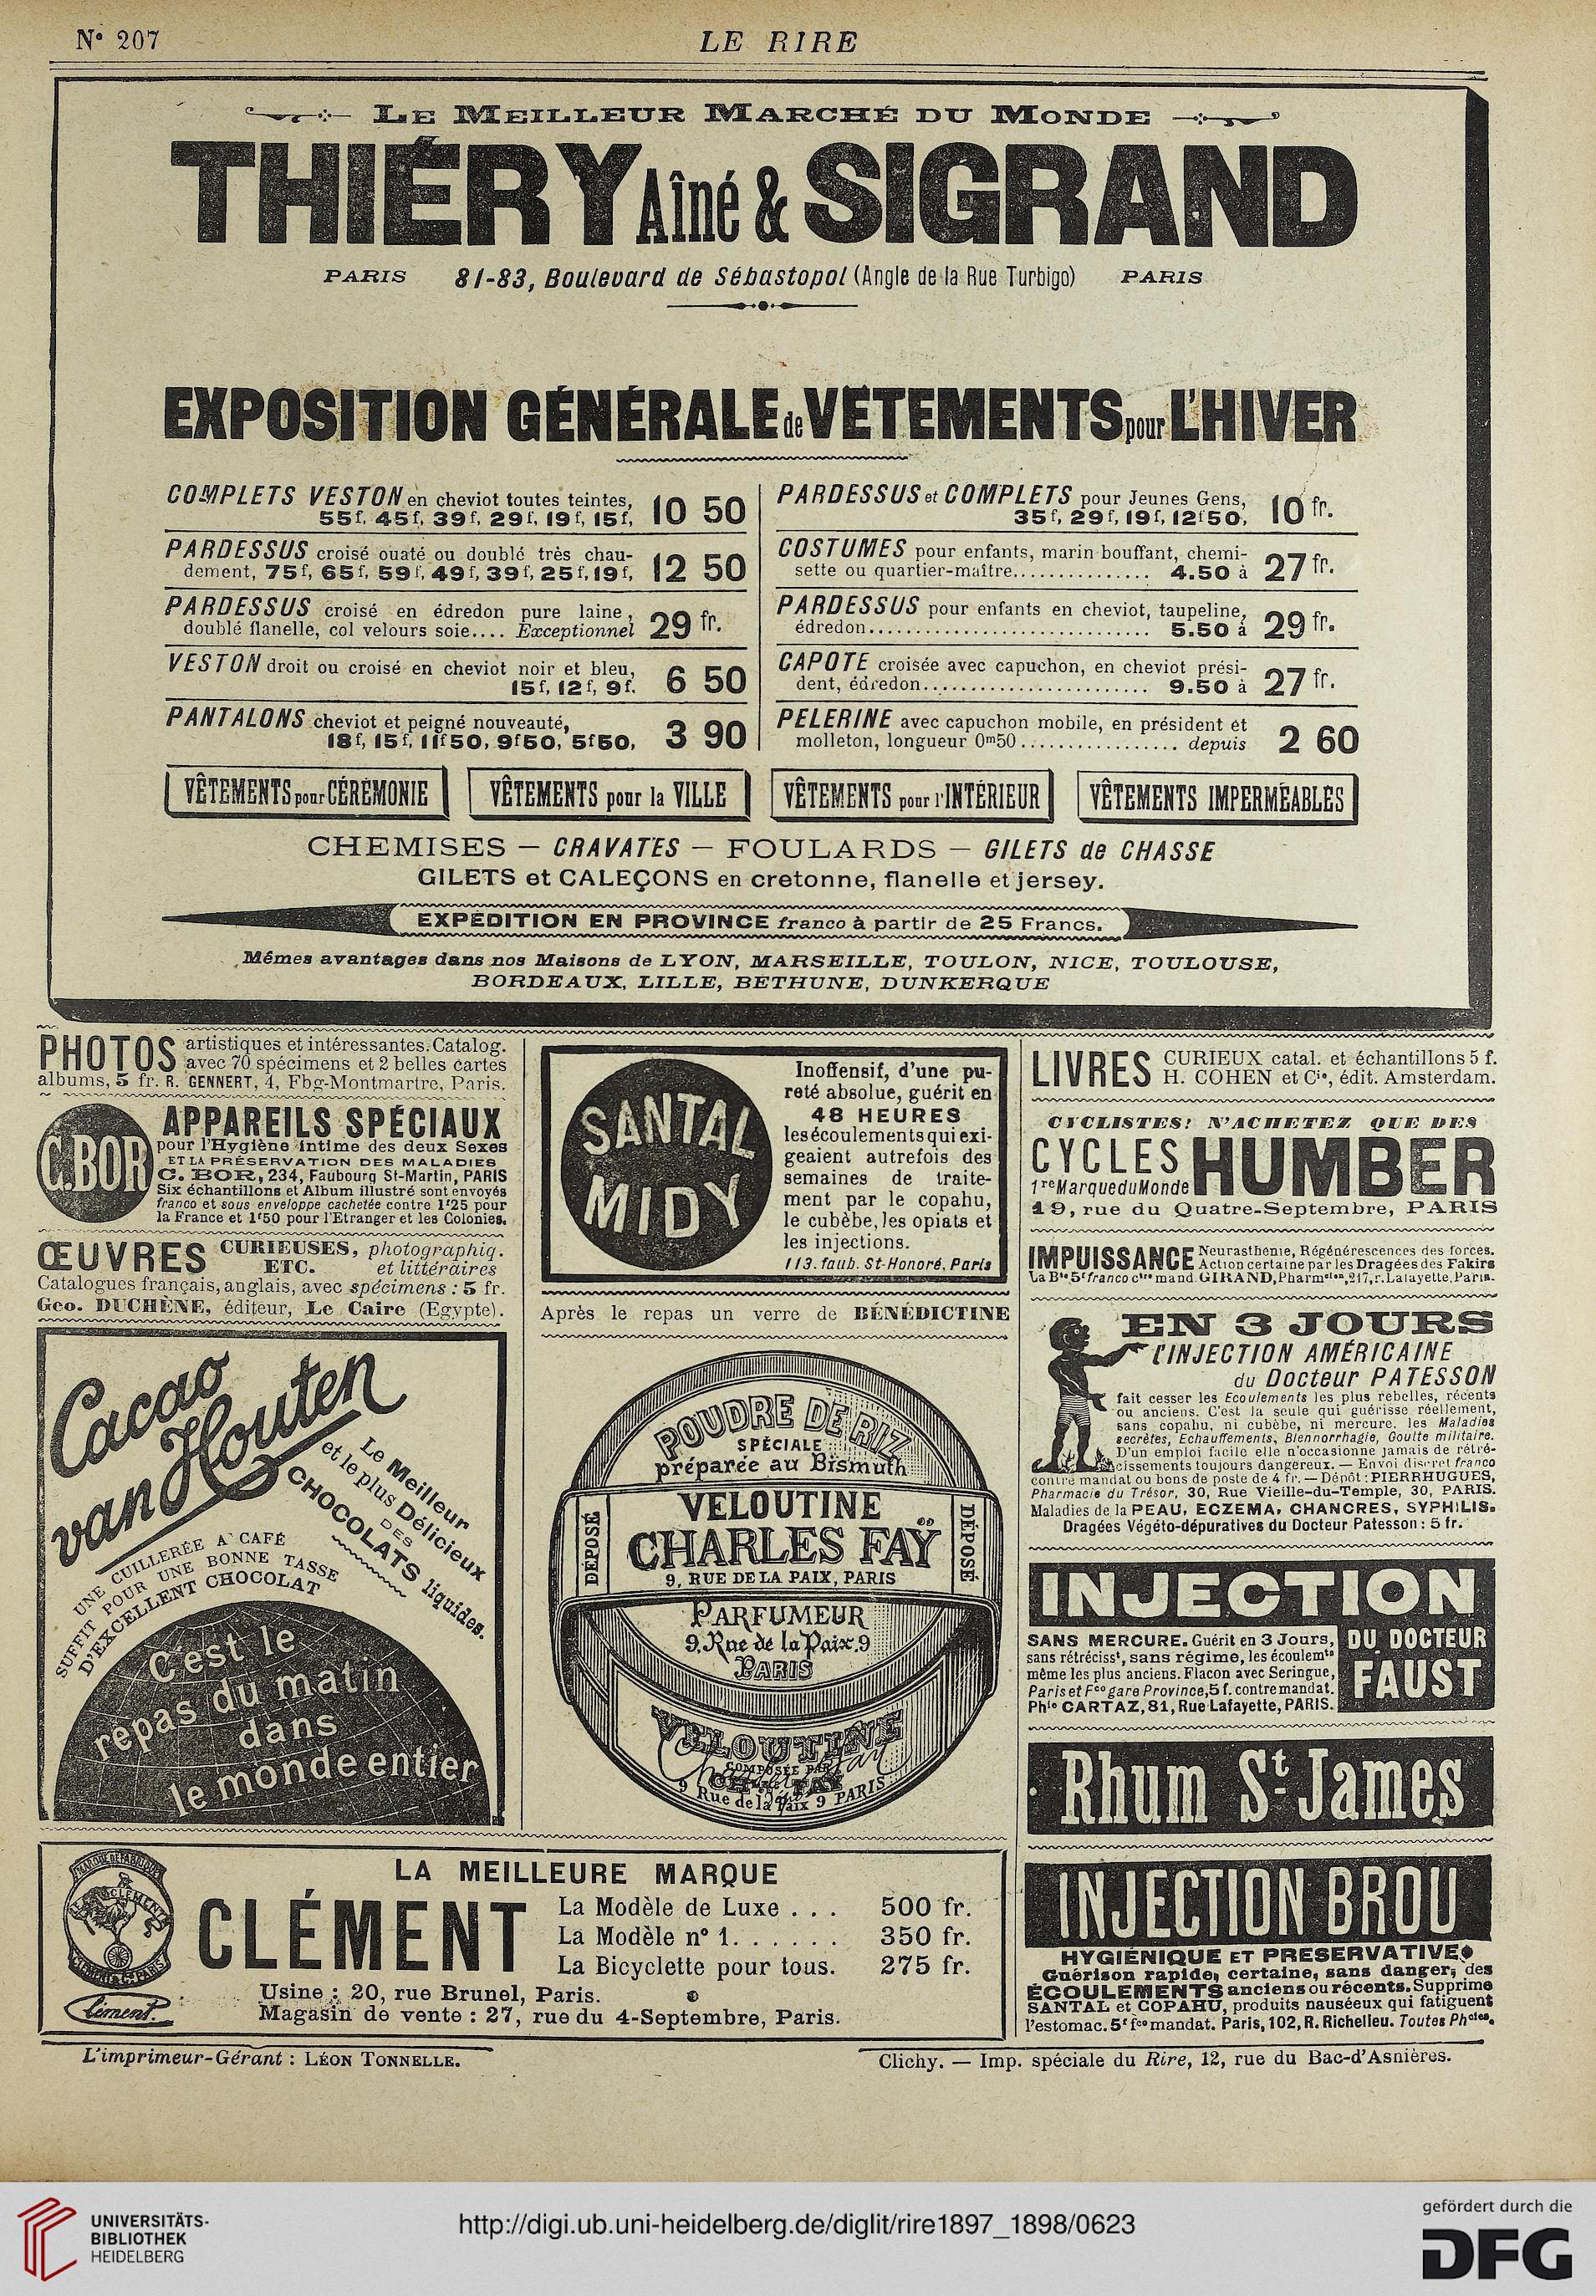 N° 207
LE RIRE
LE MEILLEUR MARCHÉ DU MONDE
THIÉRY Aîné & SIGRAND
PARIS 81-83, Boulevard de Sébastopol (Angle de la Rue Turbigo) PARIS
EXPOSITION GÉNÉRALE de VÊTEMENTS pour L'HIVER
COMPLETS VESTON en cheviot toutes teintes,
55f, 45f, 39f, 29f, 19f, 15f, 10 50
PARDESSUS croisé ouaté ou doublé très chau-
dement, 75f, 65f, 59f, 49f, 39f, 25f, 19f, 12 50
PARDESSUS croisé en édredon pure laine,
doublé flanelle, col velours soie.... Exceptionnel 29 fr.
VESTON droit ou croisé en cheviot noir et bleu,
15f, 12f, 9f. 6 50
PANTALONS cheviot et peigné nouveauté,
18f, 15f, 11f50, 9f50, 5f50, 3 90
PARDESSUS et COMPLETS pour Jeunes Gens,
35f, 29f, 19f, 12f50, 10 fr.
COSTUMES pour enfants, marin bouffant, chemi-
sette ou quartier-maître............... 4.50 à 27 fr.
PARDESSUS pour enfants en cheviot, taupeline,
édredon.............................. 5.50 à 29 fr.
CAPOTE croisée avec capuchon, en cheviot prési-
dent, édredon........................ 9.50 à 27 fr.
PELERINE avec capuchon mobile, en président et
molleton, longueur 0m50................. depuis 2 60
VÊTEMENTS pour CÉRÉMONIE
VÊTEMENTS pour la VILLE
VÊTEMENTS pour l'INTÉRIEUR
VÊTEMENTS IMPERMÉABLES
CHEMISES — CRAVATES — FOULARDS — GILETS de CHASSE
GILETS et CALEÇONS en cretonne, flanelle et jersey.
EXPÉDITION EN PROVINCE franco à partir de 25 Francs.
Mêmes avantages dans nos Maisons de LYON, MARSEILLE, TOULON, NICE, TOULOUSE,
BORDEAUX, LILLE, BÉTHUNE, DUNKERQUE
PHOTOS artistiques et intéressantes. Catalog.
avec 70 spécimens et 2 belles cartes
albums, 5 fr. R. GENNERT, 4, Fbg-Montmartre, Paris.
C. BOR
APPAREILS SPÉCIAUX
pour l'Hygiène intime des deux Sexes
ET LA PRÉSERVATION DES MALADIES
C. BOR, 234, Faubourg St-Martin, PARIS
Six échantillons et Album illustré sont envoyés
franco et sous enveloppe cachetée contre 1f25 pour
la France et 1f50 pour l'Etranger et les Colonies.
ŒUVRES CURIEUSES, photographiq.
ETC. et littéraires
Catalogues français, anglais, avec spécimens : 5 fr.
Geo. DUCHÊNE, éditeur, Le Caire (Egypte).
Cacao
van Houten
Le Meilleur
et le plus Délicieux
DES
CHOCOLATS liquides.
UNE CUILLERÉE A CAFÉ
SUFFIT POUR UNE BONNE TASSE
D'EXCELLENT CHOCOLAT
C'est le
repas du matin
dans
le monde entier
SANTAL
MIDY
Inoffensif, d'une pu-
reté absolue, guérit en
48 HEURES
les écoulements qui exi-
geaient autrefois des
semaines de traite-
ment par le copahu,
le cubèbe, les opiats et
les injections.
113, faub. St-Honoré, Paris
Après le repas un verre de BÉNÉDICTINE
POUDRE DE RIZ
SPÉCIALE
préparée au Bismuth
DÉPOSÉ
VELOUTINE
CHARLES FAŸ
9, RUE DE LA PAIX, PARIS
DÉPOSÉ
PARFUMEUR
9, Rue de la Paix, 9
PARIS
VELOUTINE
COMPOSÉE PAR
CH. FAY
9 Rue de la Paix 9 PARIS
LIVRES CURIEUX catal. et échantillons 5 f.
H. COHEN et Cie, édit. Amsterdam.
CYCLISTES! N'ACHETEZ QUE DES
CYCLES HUMBER
1re Marque du Monde
19, rue du Quatre-Septembre, PARIS
IMPUISSANCE Neurasthenie, Régénérescences des forces.
Action certaine par les Dragées des Fakirs
La Bte 5f franco ctre mand GIRAND, Pharmcien, 217, r. Lafayette, Paris.
EN 3 JOURS
L'INJECTION AMÉRICAINE
du Docteur PATESSON
fait cesser les Ecoulements les plus rebelles, récents
ou anciens. C'est la seule qui guérisse réellement,
sans copahu, ni cubèbe, ni mercure, les Maladies
secrètes, Echauffements, Blennorrhagie, Goutte militaire.
D'un emploi facile elle n'occasionne jamais de rétré-
cissements toujours dangereux. — Envoi discret franco
contre mandat ou bons de poste de 4 fr. — Dépôt : PIERRHUGUES,
Pharmacie du Trésor, 30, Rue Vieille-du-Temple, 30, PARIS.
Maladies de la PEAU, ECZÉMA, CHANCRES, SYPHILIS.
Dragées Végéto-dépuratives du Docteur Patesson : 5 fr.
INJECTION
SANS MERCURE. Guérit en 3 Jours,
sans rétrécisst, sans régime, les écoulemts
même les plus anciens. Flacon avec Seringue,
Paris et Fco gare Province, 5 f. contre mandat.
Phie CARTAZ, 81, Rue Lafayette, PARIS.
DU DOCTEUR
FAUST
Rhum St James
INJECTION BROU
HYGIÉNIQUE ET PRÉSERVATIVE
Guérison rapide, certaine, sans danger, des
ÉCOULEMENTS anciens ou récents. Supprime
SANTAL et COPAHU, produits nauséeux qui fatiguent
l'estomac. 5f fco mandat. Paris, 102, R. Richelieu. Toutes Phcies.
MARQUE DE FABRIQUE
CLEMENT
CLEMENT & Cie PARIS
Clément.
LA MEILLEURE MARQUE
CLÉMENT
La Modèle de Luxe . . . 500 fr.
La Modèle n° 1. . . . . . 350 fr.
La Bicyclette pour tous. 275 fr.
Usine : 20, rue Brunel, Paris.
Magasin de vente : 27, rue du 4-Septembre, Paris.
L'imprimeur-Gérant : LÉON TONNELLE.
Clichy. — Imp. spéciale du Rire, 12, rue du Bac-d'Asnières.
UNIVERSITÄTS-
BIBLIOTHEK
HEIDELBERG
http://digi.ub.uni-heidelberg.de/diglit/rire1897_1898/0623
gefördert durch die
DFG